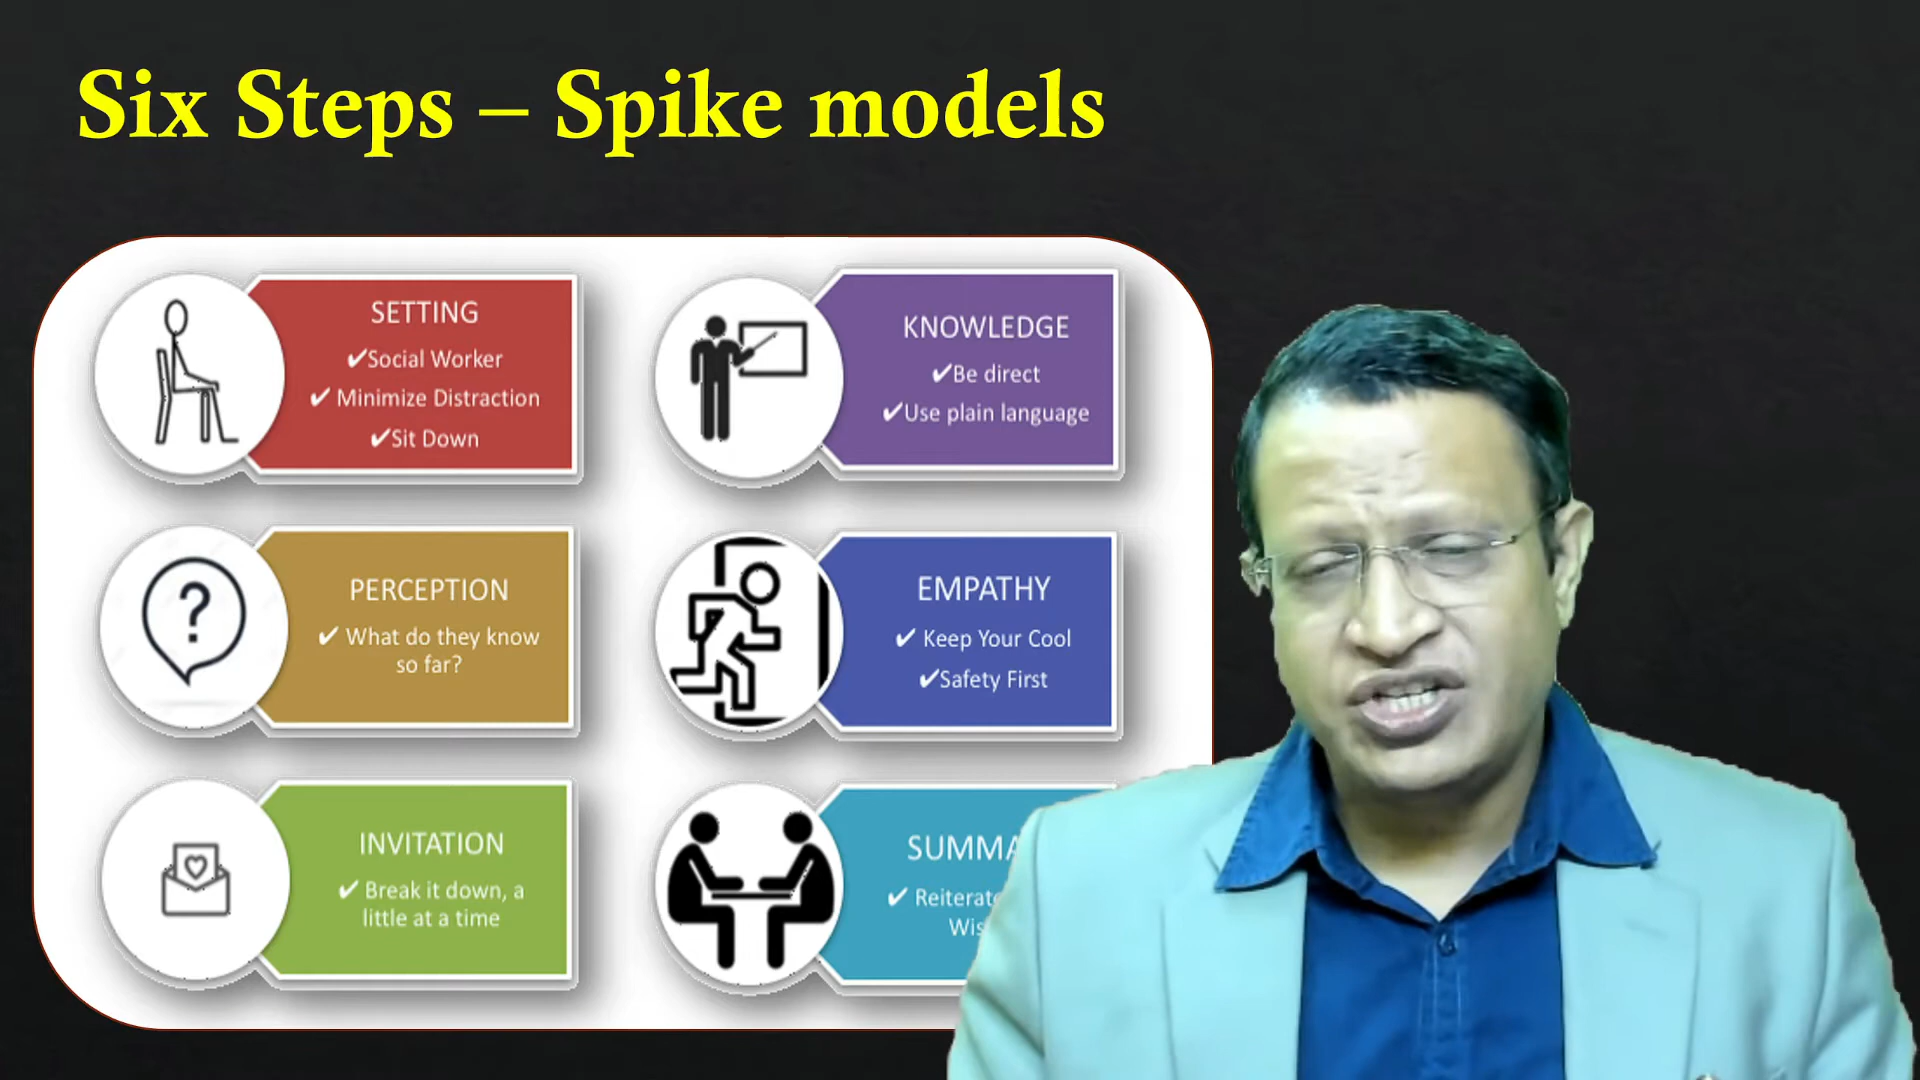 Six Steps – Spike models
SETTING
✔Social Worker
✔ Minimize Distraction
✔Sit Down
PERCEPTION
✔ What do they know
so far?
INVITATION
✔ Break it down, a
little at a time
KNOWLEDGE
✔Be direct
✔Use plain language
EMPATHY
✔ Keep Your Cool
✔Safety First